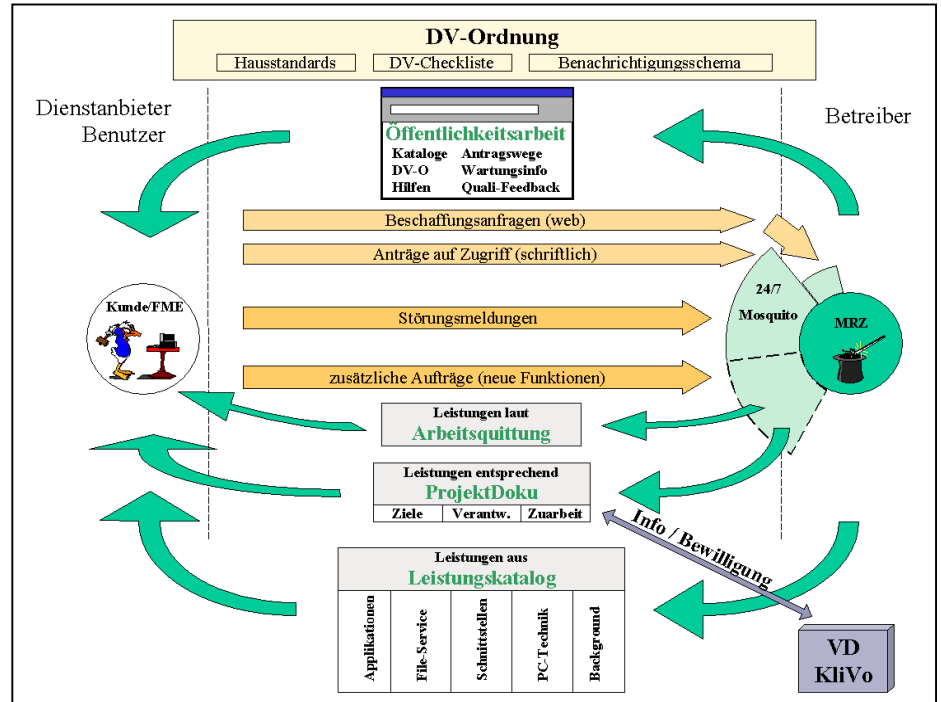 DV-Ordnung
Hausstandards
DV-Checkliste
Benachrichtigungsschema
Dienstanbieter
Benutzer
Betreiber
Öffentlichkeitsarbeit
Kataloge Antragswege
DV-O Wartungsinfo
Hilfen Quali-Feedback
Beschaffungsanfragen (web)
Anträge auf Zugriff (schriftlich)
Kunde/FME
24/7
Mosquito
MRZ
Störungsmeldungen
zusätzliche Aufträge (neue Funktionen)
Leistungen laut
Arbeitsquittung
Leistungen entsprechend
ProjektDoku
Ziele Verantw. Zuarbeit
Info / Bewilligung
Leistungen aus
Leistungskatalog
Applikationen
File-Service
Schnittstellen
PC-Technik
Background
VD
KliVo